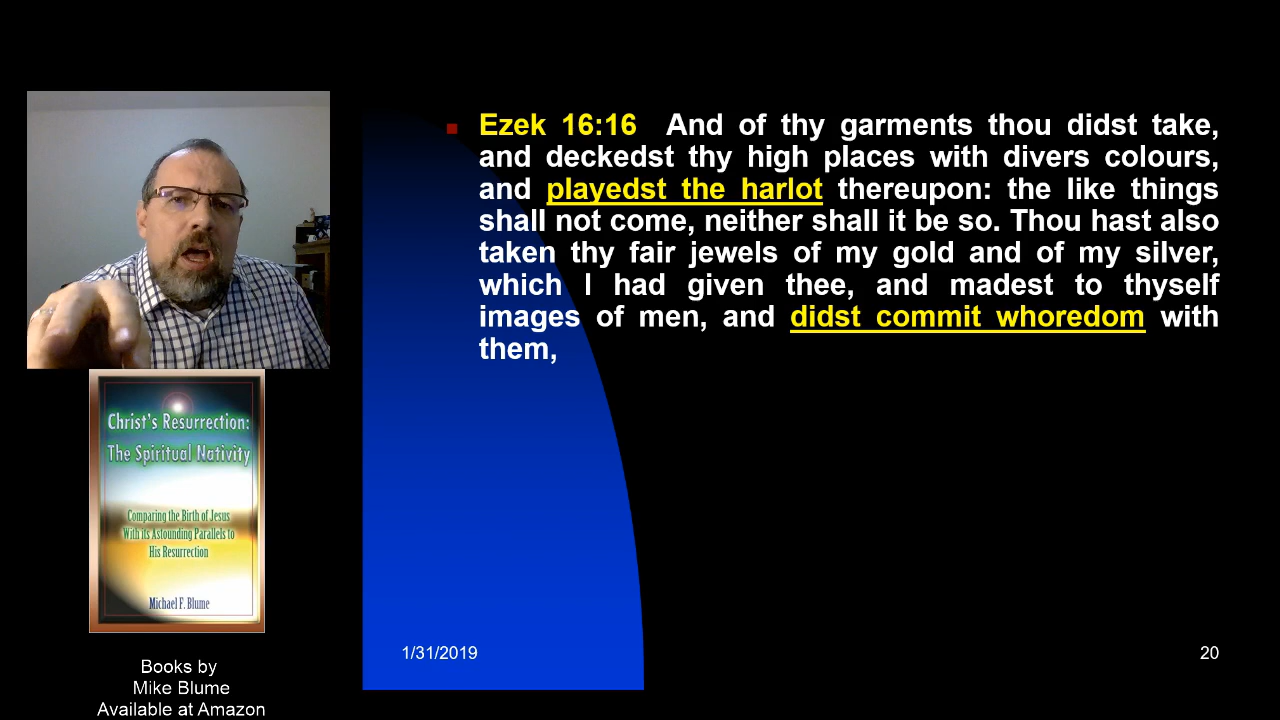 Ezek 16:16 And of thy garments thou didst take,
and deckedst thy high places with divers colours,
and playedst the harlot thereupon: the like things
shall not come, neither shall it be so. Thou hast also
taken thy fair jewels of my gold and of my silver,
which I had given thee, and madest to thyself
images of men, and didst commit whoredom with
them,
Christ's Resurrection:
The Spiritual Nativity
Comparing the Birth of Jesus
With its Astounding Parallels to
His Resurrection
Michael F. Blume
Books by
Mike Blume
Available at Amazon
1/31/2019
20